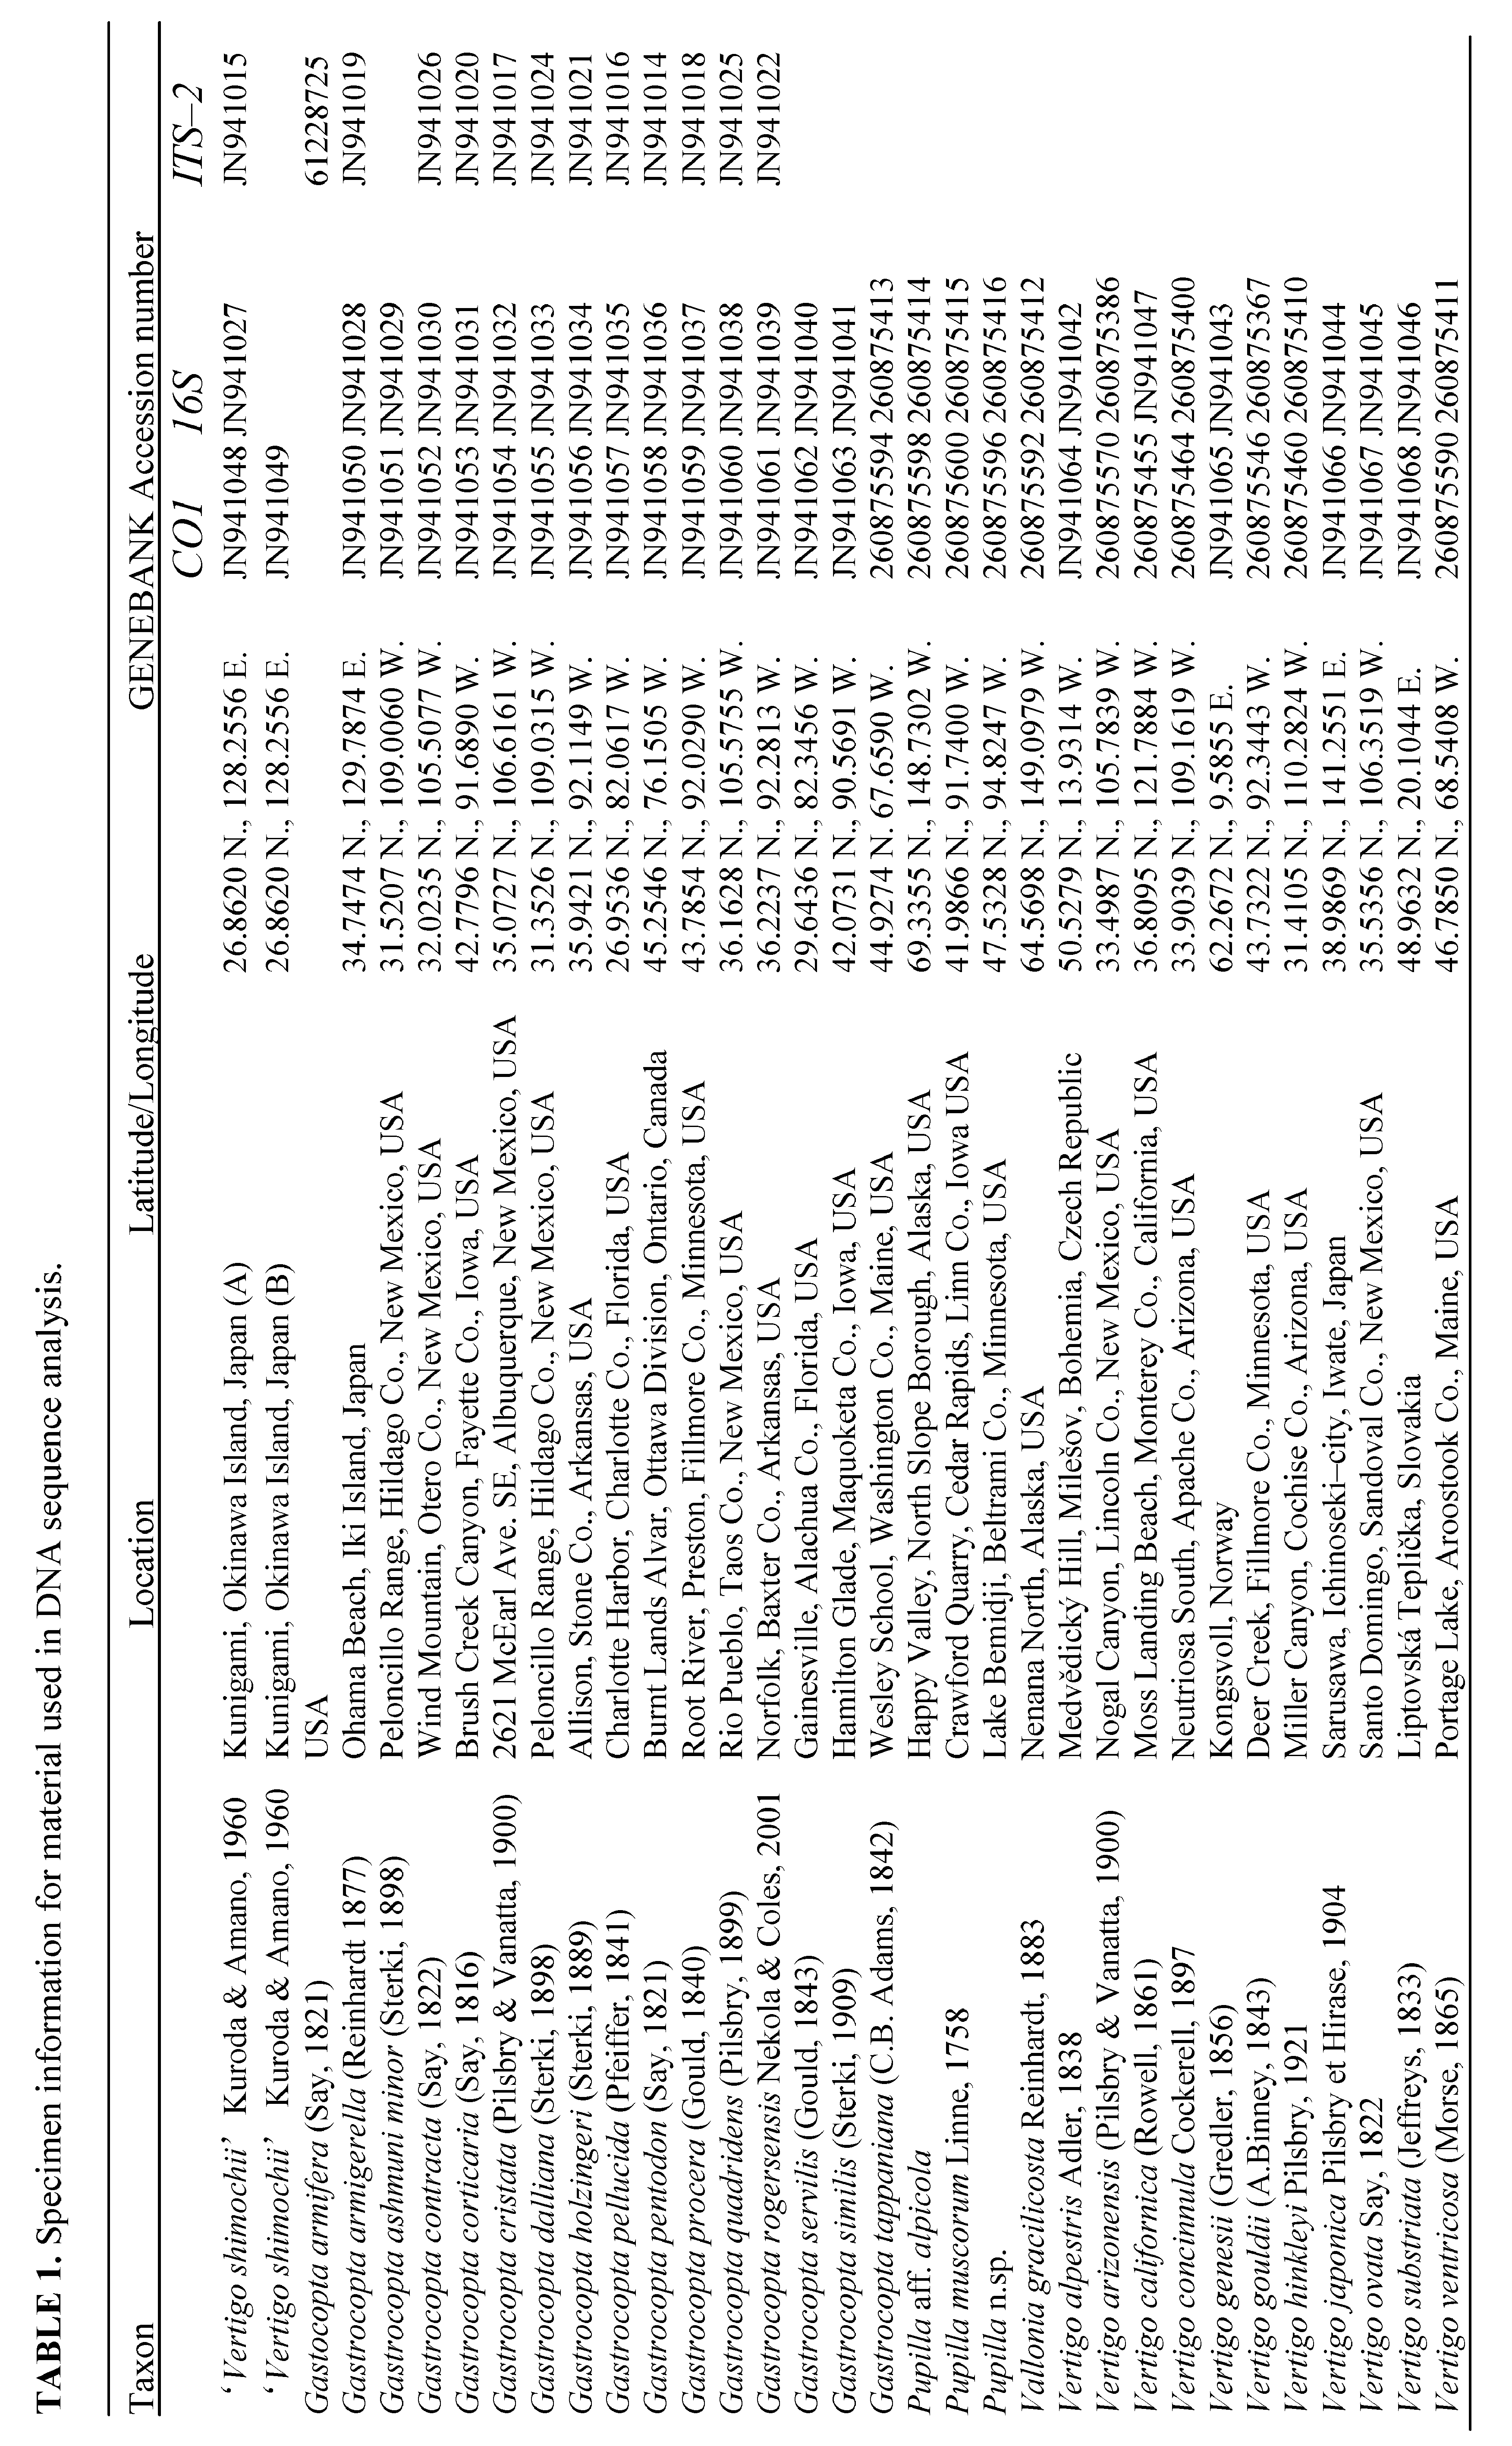 TABLE 1. Specimen information for material used in DNA sequence analysis.
Taxon Location Latitude/Longitude GENEBANK Accession number
CO1 16S ITS–2
‘Vertigo shimochii’ Kuroda & Amano, 1960 Kunigami, Okinawa Island, Japan (A) 26.8620 N., 128.2556 E. JN941048 JN941027 JN941015
‘Vertigo shimochii’ Kuroda & Amano, 1960 Kunigami, Okinawa Island, Japan (B) 26.8620 N., 128.2556 E. JN941049
Gastocopta armifera (Say, 1821) USA 61228725
Gastrocopta armigerella (Reinhardt 1877) Ohama Beach, Iki Island, Japan 34.7474 N., 129.7874 E. JN941050 JN941028 JN941019
Gastrocopta ashmuni minor (Sterki, 1898) Peloncillo Range, Hildago Co., New Mexico, USA 31.5207 N., 109.0060 W. JN941051 JN941029
Gastrocopta contracta (Say, 1822) Wind Mountain, Otero Co., New Mexico, USA 32.0235 N., 105.5077 W. JN941052 JN941030 JN941026
Gastrocopta corticaria (Say, 1816) Brush Creek Canyon, Fayette Co., Iowa, USA 42.7796 N., 91.6890 W. JN941053 JN941031 JN941020
Gastrocopta cristata (Pilsbry & Vanatta, 1900) 2621 McEarl Ave. SE, Albuquerque, New Mexico, USA 35.0727 N., 106.6161 W. JN941054 JN941032 JN941017
Gastrocopta dalliana (Sterki, 1898) Peloncillo Range, Hildago Co., New Mexico, USA 31.3526 N., 109.0315 W. JN941055 JN941033 JN941024
Gastrocopta holzingeri (Sterki, 1889) Allison, Stone Co., Arkansas, USA 35.9421 N., 92.1149 W. JN941056 JN941034 JN941021
Gastrocopta pellucida (Pfeiffer, 1841) Charlotte Harbor, Charlotte Co., Florida, USA 26.9536 N., 82.0617 W. JN941057 JN941035 JN941016
Gastrocopta pentodon (Say, 1821) Burnt Lands Alvar, Ottawa Division, Ontario, Canada 45.2546 N., 76.1505 W. JN941058 JN941036 JN941014
Gastrocopta procera (Gould, 1840) Root River, Preston, Fillmore Co., Minnesota, USA 43.7854 N., 92.0290 W. JN941059 JN941037 JN941018
Gastrocopta quadridens (Pilsbry, 1899) Rio Pueblo, Taos Co., New Mexico, USA 36.1628 N., 105.5755 W. JN941060 JN941038 JN941025
Gastrocopta rogersensis Nekola & Coles, 2001 Norfolk, Baxter Co., Arkansas, USA 36.2237 N., 92.2813 W. JN941061 JN941039 JN941022
Gastrocopta servilis (Gould, 1843) Gainesville, Alachua Co., Florida, USA 29.6436 N., 82.3456 W. JN941062 JN941040
Gastrocopta similis (Sterki, 1909) Hamilton Glade, Maquoketa Co., Iowa, USA 42.0731 N., 90.5691 W. JN941063 JN941041
Gastrocopta tappaniana (C.B. Adams, 1842) Wesley School, Washington Co., Maine, USA 44.9274 N. 67.6590 W. 260875594 260875413
Pupilla aff. alpicola Happy Valley, North Slope Borough, Alaska, USA 69.3355 N., 148.7302 W. 260875598 260875414
Pupilla muscorum Linne, 1758 Crawford Quarry, Cedar Rapids, Linn Co., Iowa USA 41.9866 N., 91.7400 W. 260875600 260875415
Pupilla n.sp. Lake Bemidji, Beltrami Co., Minnesota, USA 47.5328 N., 94.8247 W. 260875596 260875416
Vallonia gracilicosta Reinhardt, 1883 Nenana North, Alaska, USA 64.5698 N., 149.0979 W. 260875592 260875412
Vertigo alpestris Adler, 1838 Medvědický Hill, Milešov, Bohemia, Czech Republic 50.5279 N., 13.9314 W. JN941064 JN941042
Vertigo arizonensis (Pilsbry & Vanatta, 1900) Nogal Canyon, Lincoln Co., New Mexico, USA 33.4987 N., 105.7839 W. 260875570 260875386
Vertigo californica (Rowell, 1861) Moss Landing Beach, Monterey Co., California, USA 36.8095 N., 121.7884 W. 260875455 JN941047
Vertigo concinnula Cockerell, 1897 Neutriosa South, Apache Co., Arizona, USA 33.9039 N., 109.1619 W. 260875464 260875400
Vertigo genesii (Gredler, 1856) Kongsvoll, Norway 62.2672 N., 9.5855 E. JN941065 JN941043
Vertigo gouldii (A.Binney, 1843) Deer Creek, Fillmore Co., Minnesota, USA 43.7322 N., 92.3443 W. 260875546 260875367
Vertigo hinkleyi Pilsbry, 1921 Miller Canyon, Cochise Co., Arizona, USA 31.4105 N., 110.2824 W. 260875460 260875410
Vertigo japonica Pilsbry et Hirase, 1904 Sarusawa, Ichinoseki–city, Iwate, Japan 38.9869 N., 141.2551 E. JN941066 JN941044
Vertigo ovata Say, 1822 Santo Domingo, Sandoval Co., New Mexico, USA 35.5356 N., 106.3519 W. JN941067 JN941045
Vertigo substriata (Jeffreys, 1833) Liptovská Teplička, Slovakia 48.9632 N., 20.1044 E. JN941068 JN941046
Vertigo ventricosa (Morse, 1865) Portage Lake, Aroostook Co., Maine, USA 46.7850 N., 68.5408 W. 260875590 260875411